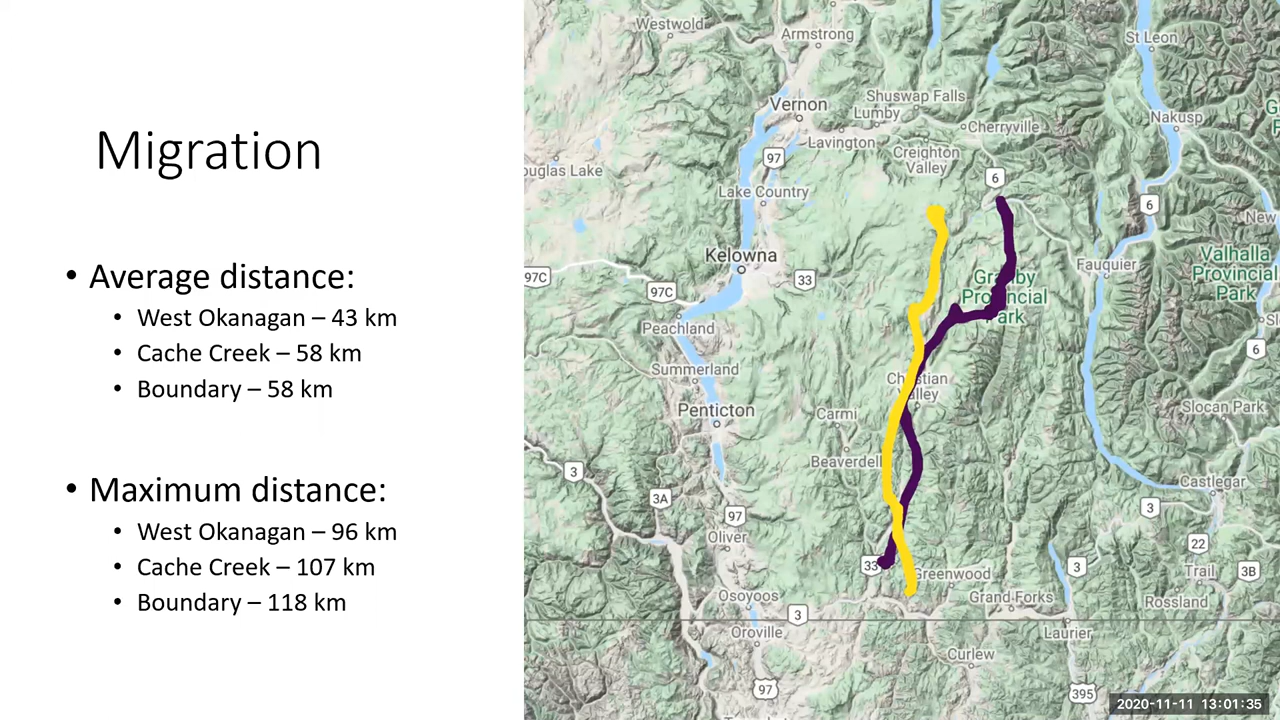 Migration
• Average distance:
• West Okanagan – 43 km
• Cache Creek – 58 km
• Boundary – 58 km
• Maximum distance:
• West Okanagan – 96 km
• Cache Creek – 107 km
• Boundary – 118 km
Westwold
Armstrong
St Leon
Vernon
Shuswap Falls
Lumby
Cherryville
Nakusp
Lavington
97
Creighton
Valley
ouglas Lake
6
Lake Country
6
New
Kelowna
Valhalla
Provincial
Park
Fauquier
97C
33
Granby
Provincial
Park
97C
Peachland
6
Summerland
Christian
Valley
Penticton
Carmi
Slocan Park
Beaverdell
3
Castlegar
3A
97
3
Oliver
22
33
Greenwood
3
Trail
3B
Osoyoos
Grand Forks
Rossland
3
Oroville
Laurier
Curlew
97
395
2020-11-11 13:01:35